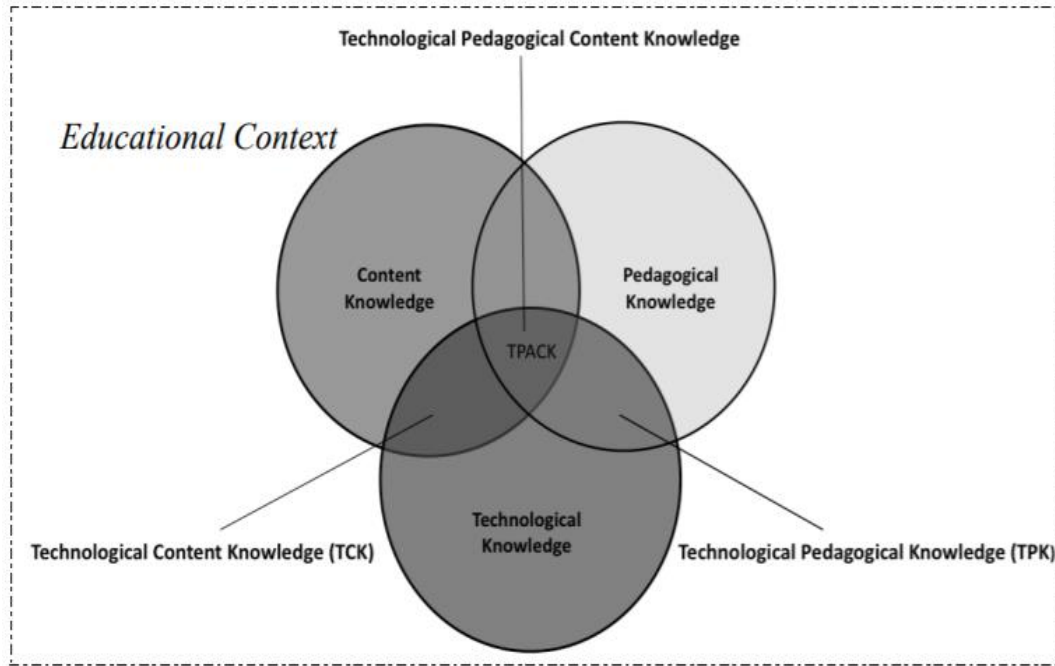 Technological Pedagogical Content Knowledge
Educational Context
Content
Knowledge
Pedagogical
Knowledge
TPACK
Technological
Knowledge
Technological Content Knowledge (TCK)
Technological Pedagogical Knowledge (TPK)